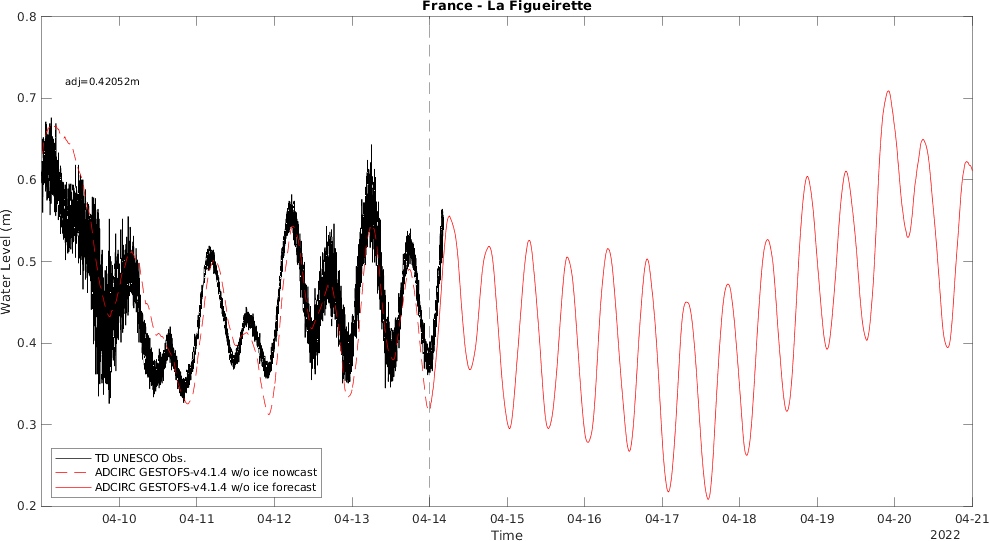 France - La Figueirette
0.8
0.7
0.6
0.5
0.4
0.3
0.2
Water Level (m)
adj=0.42052m
TD UNESCO Obs.
ADCIRC GESTOFS-v4.1.4 w/o ice nowcast
ADCIRC GESTOFS-v4.1.4 w/o ice forecast
04-10 04-11 04-12 04-13 04-14 04-15 04-16 04-17 04-18 04-19 04-20 04-21
Time
2022